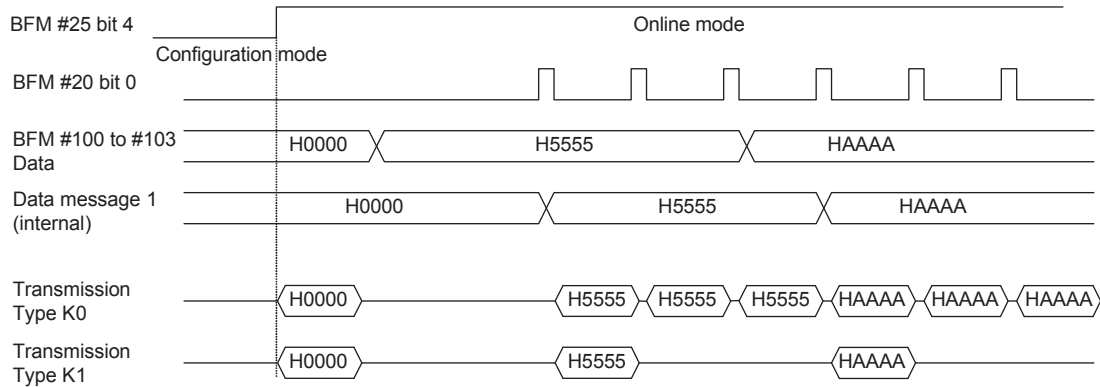 BFM #25 bit 4
Online mode
Configuration mode
BFM #20 bit 0
BFM #100 to #103
Data
H0000 H5555 HAAAA
Data message 1
(internal)
H0000 H5555 HAAAA
Transmission
Type K0
H0000 H5555 H5555 H5555 HAAAA HAAAA HAAAA
Transmission
Type K1
H0000 H5555 HAAAA